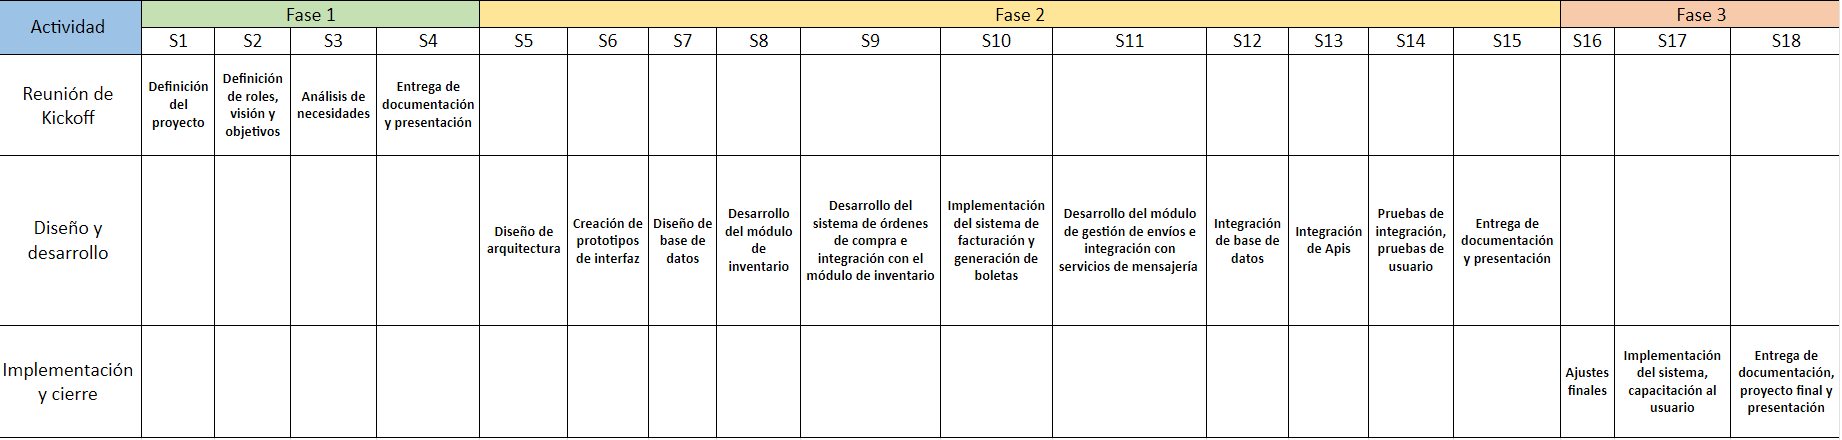 Actividad
Fase 1
Fase 2
Fase 3
S1
S2
S3
S4
S5
S6
S7
S8
S9
S10
S11
S12
S13
S14
S15
S16
S17
S18
Reunión de
Kickoff
Definición
del
proyecto
Definición
de roles,
visión y
objetivos
Análisis de
necesidades
Entrega de
documentación
y presentación
Diseño y
desarrollo
Diseño de
arquitectura
Creación de
prototipos
de interfaz
Diseño de
base de
datos
Desarrollo
del módulo
de
inventario
Desarrollo del
sistema de órdenes
de compra e
integración con el
módulo de inventario
Implementación
del sistema de
facturación y
generación de
boletas
Desarrollo del módulo
de gestión de envíos e
integración con
servicios de mensajería
Integración
de base de
datos
Integración
de Apis
Pruebas de
integración,
pruebas de
usuario
Entrega de
documentación
y presentación
Implementación
y cierre
Ajustes
finales
Implementación
del sistema,
capacitación al
usuario
Entrega de
documentación,
proyecto final y
presentación